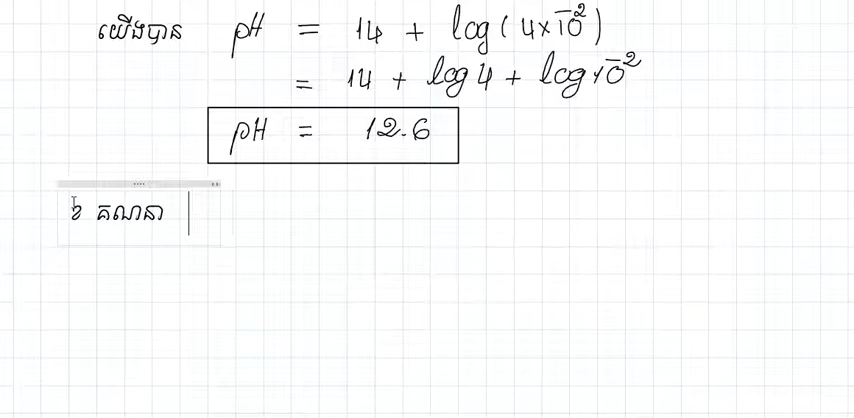 យើងបាន pH = 14 + log(4×10⁻²)
= 14 + log4 + log10⁻²
pH = 12.6
ខ គណនា